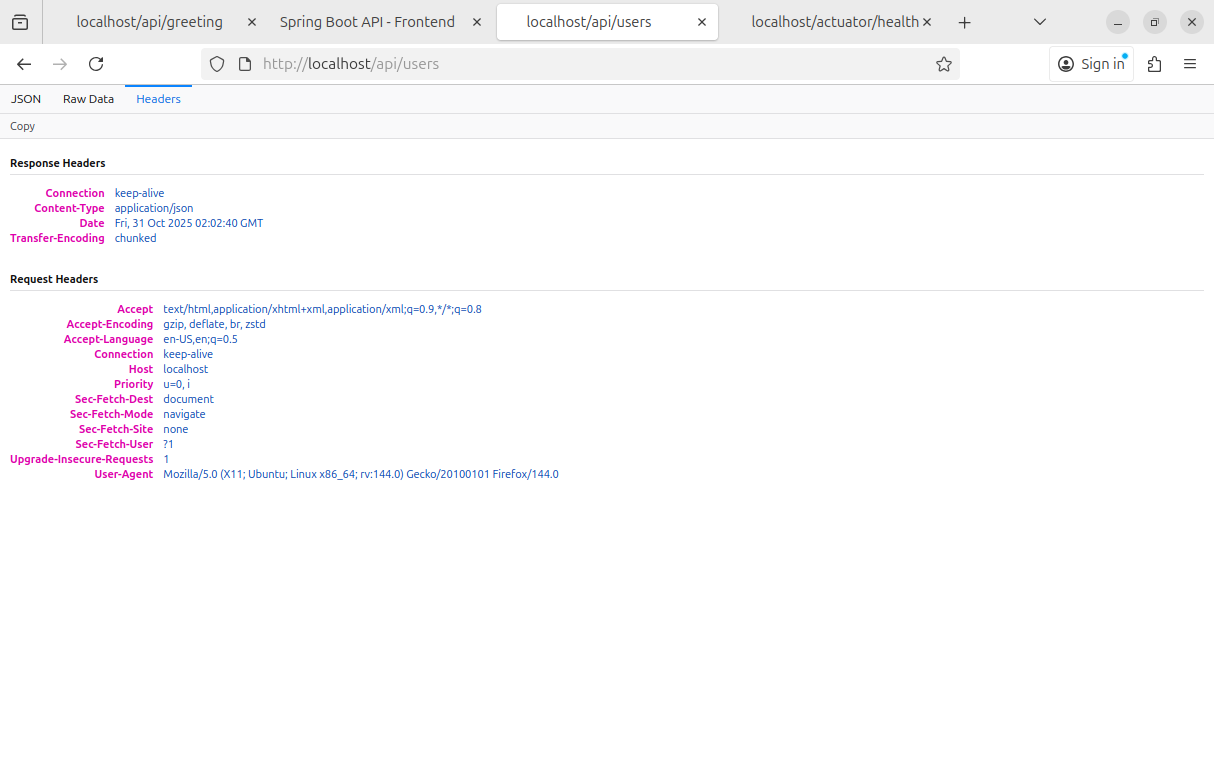 localhost/api/greeting
Spring Boot API - Frontend
localhost/api/users
localhost/actuator/health
http://localhost/api/users
Sign in
JSON Raw Data Headers
Copy
Response Headers
Connection keep-alive
Content-Type application/json
Date Fri, 31 Oct 2025 02:02:40 GMT
Transfer-Encoding chunked
Request Headers
Accept text/html,application/xhtml+xml,application/xml;q=0.9,*/*;q=0.8
Accept-Encoding gzip, deflate, br, zstd
Accept-Language en-US,en;q=0.5
Connection keep-alive
Host localhost
Priority u=0, i
Sec-Fetch-Dest document
Sec-Fetch-Mode navigate
Sec-Fetch-Site none
Sec-Fetch-User ?1
Upgrade-Insecure-Requests 1
User-Agent Mozilla/5.0 (X11; Ubuntu; Linux x86_64; rv:144.0) Gecko/20100101 Firefox/144.0